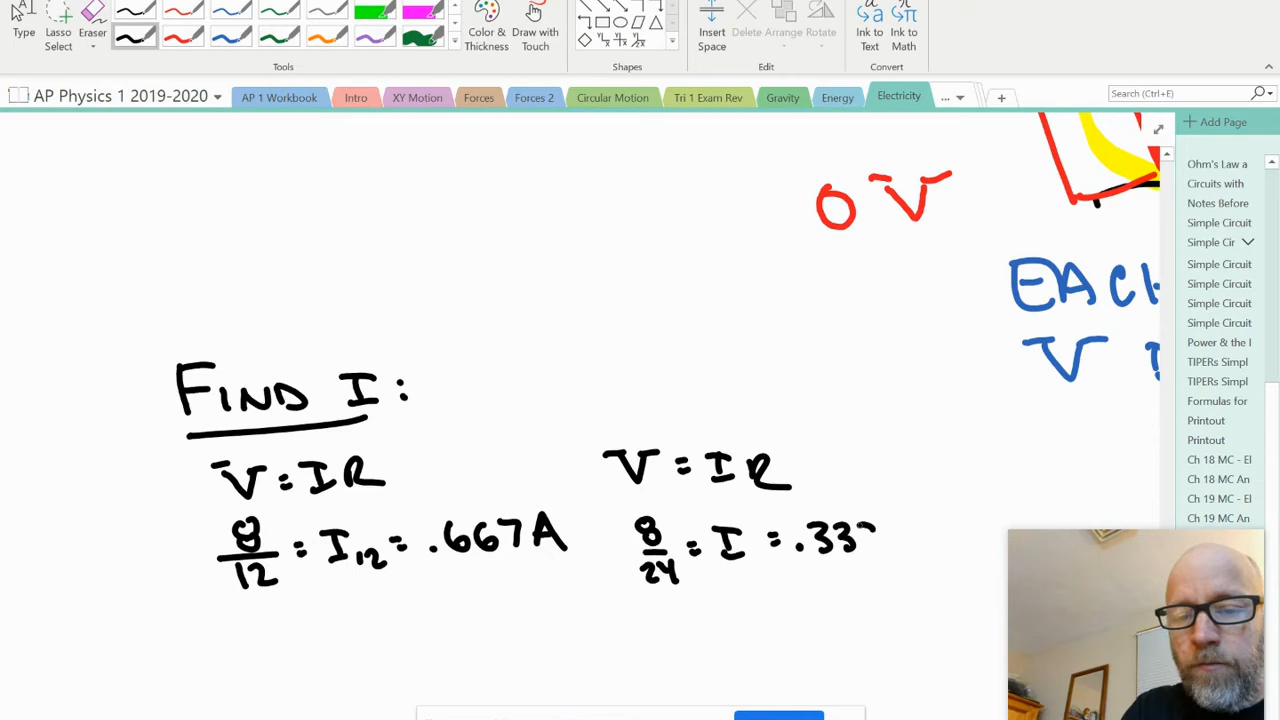 Type
Lasso Select
Eraser
Color & Thickness
Draw with Touch
Insert Space
Delete
Arrange
Rotate
Ink to Text
Ink to Math
Tools
Shapes
Edit
Convert
AP Physics 1 2019-2020
AP 1 Workbook
Intro
XY Motion
Forces
Forces 2
Circular Motion
Tri 1 Exam Rev
Gravity
Energy
Electricity
...
Search (Ctrl+E)
Add Page
Ohm's Law a
Circuits with
Notes Before
Simple Circuit
Simple Cir
Simple Circuit
Simple Circuit
Simple Circuit
Simple Circuit
Power & the I
TIPERs Simpl
TIPERs Simpl
Formulas for
Printout
Printout
Ch 18 MC - El
Ch 18 MC An
Ch 19 MC - El
Ch 19 MC An
0 V
EACH
V
FIND I:
V = IR
8/12 = I₁₂ = .667A
V = IR
8/24 = I = .33